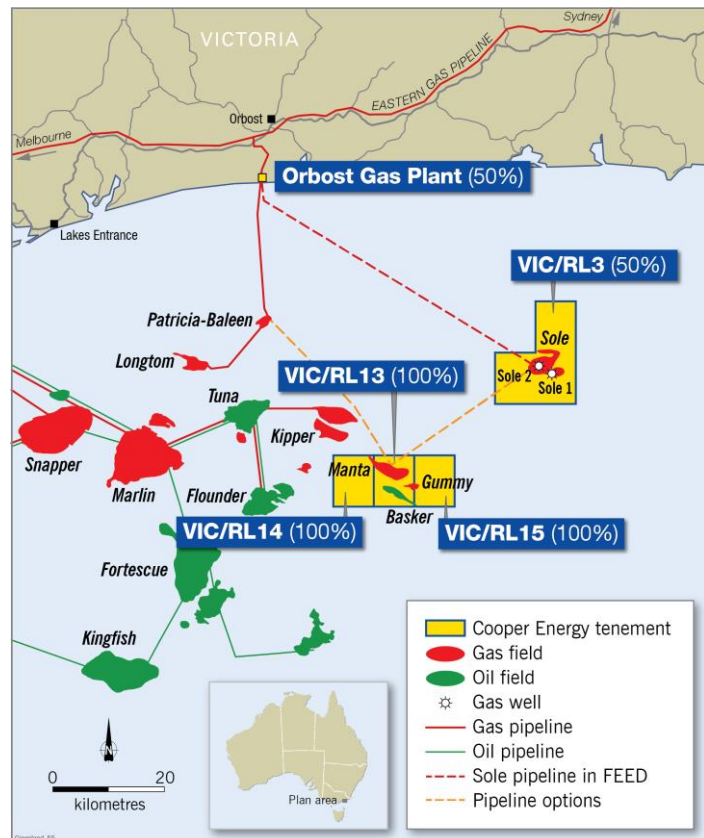 Sydney
VICTORIA
EASTERN GAS PIPELINE
Orbost
Melbourne
Orbost Gas Plant (50%)
Lakes Entrance
VIC/RL3 (50%)
Patricia-Baleen
Sole
Longtom
Sole 2
Sole 1
VIC/RL13 (100%)
Tuna
Kipper
Snapper
Marlin
Manta
Gummy
Flounder
Basker
VIC/RL14 (100%)
VIC/RL15 (100%)
Fortescue
Kingfish
Cooper Energy tenement
Gas field
Oil field
Gas well
Gas pipeline
Oil pipeline
Sole pipeline in FEED
Pipeline options
N
0 20
kilometres
Plan area